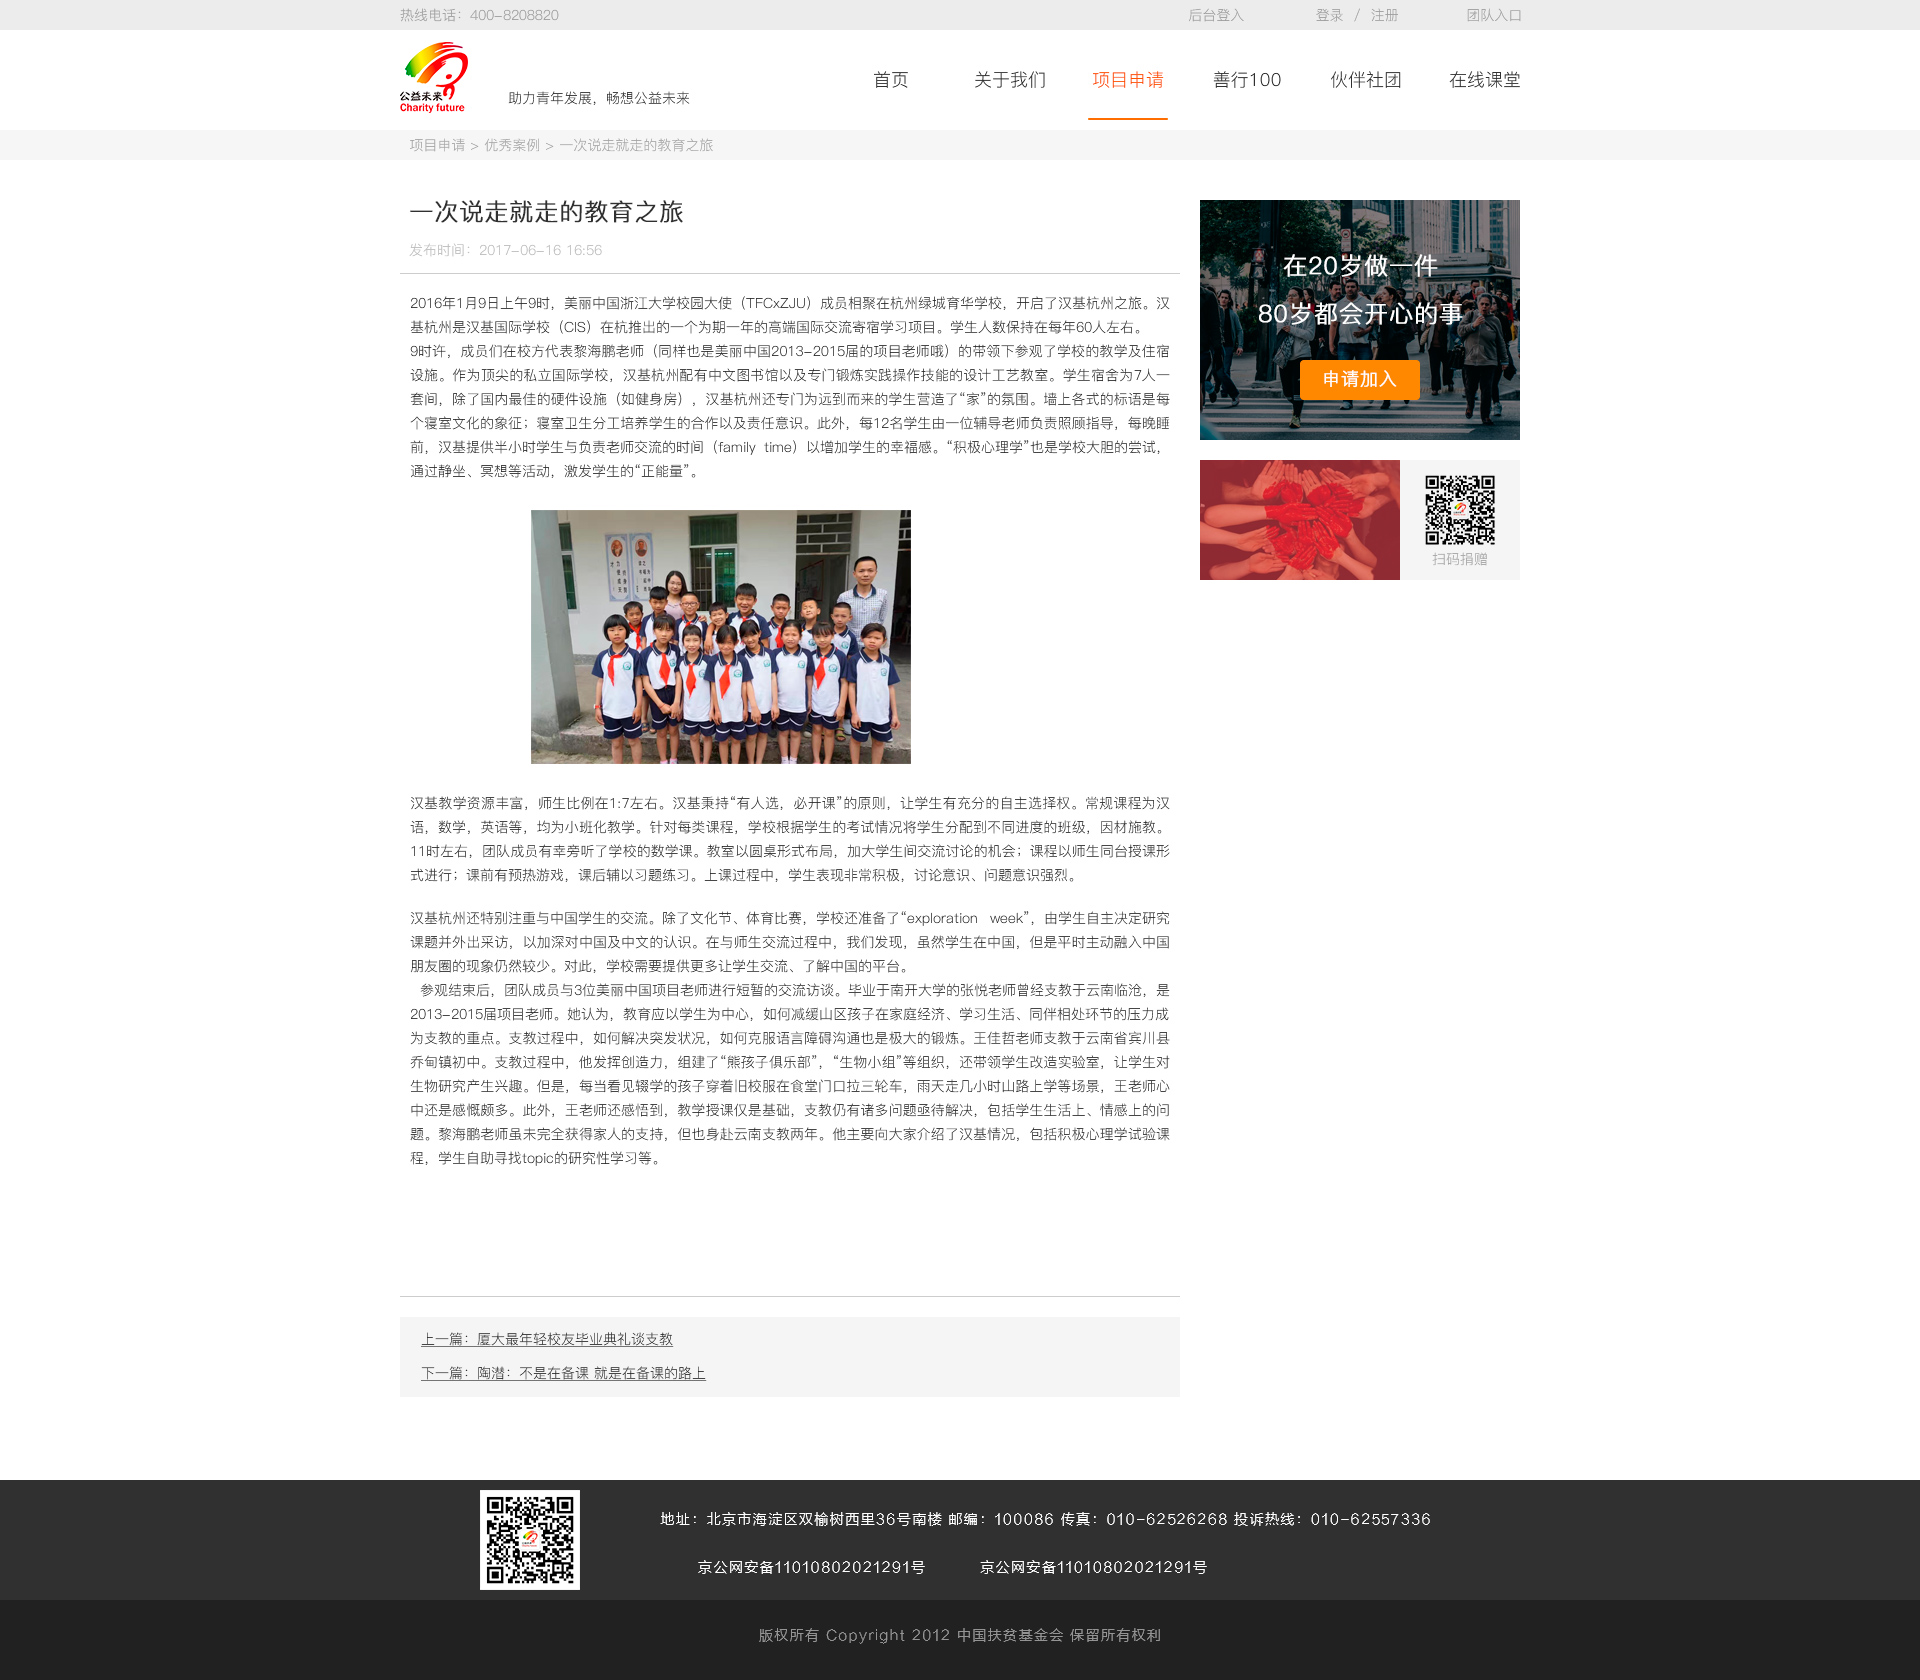 热线电话：400-8208820
后台登入
登录 / 注册
团队入口
公益未来
Charity future
助力青年发展，畅想公益未来
首页
关于我们
项目申请
善行100
伙伴社团
在线课堂
项目申请 > 优秀案例 > 一次说走就走的教育之旅
一次说走就走的教育之旅
发布时间：2017-06-16 16:56
2016年1月9日上午9时，美丽中国浙江大学校园大使（TFCxZJU）成员相聚在杭州绿城育华学校，开启了汉基杭州之旅。汉
基杭州是汉基国际学校（CIS）在杭推出的一个为期一年的高端国际交流寄宿学习项目。学生人数保持在每年60人左右。
9时许，成员们在校方代表黎海鹏老师（同样也是美丽中国2013-2015届的项目老师哦）的带领下参观了学校的教学及住宿
设施。作为顶尖的私立国际学校，汉基杭州配有中文图书馆以及专门锻炼实践操作技能的设计工艺教室。学生宿舍为7人一
套间，除了国内最佳的硬件设施（如健身房），汉基杭州还专门为远到而来的学生营造了“家”的氛围。墙上各式的标语是每
个寝室文化的象征；寝室卫生分工培养学生的合作以及责任意识。此外，每12名学生由一位辅导老师负责照顾指导，每晚睡
前，汉基提供半小时学生与负责老师交流的时间（family time）以增加学生的幸福感。“积极心理学”也是学校大胆的尝试，
通过静坐、冥想等活动，激发学生的“正能量”。
汉基教学资源丰富，师生比例在1:7左右。汉基秉持“有人选，必开课”的原则，让学生有充分的自主选择权。常规课程为汉
语，数学，英语等，均为小班化教学。针对每类课程，学校根据学生的考试情况将学生分配到不同进度的班级，因材施教。
11时左右，团队成员有幸旁听了学校的数学课。教室以圆桌形式布局，加大学生间交流讨论的机会；课程以师生同台授课形
式进行；课前有预热游戏，课后辅以习题练习。上课过程中，学生表现非常积极，讨论意识、问题意识强烈。
汉基杭州还特别注重与中国学生的交流。除了文化节、体育比赛，学校还准备了“exploration week”，由学生自主决定研究
课题并外出采访，以加深对中国及中文的认识。在与师生交流过程中，我们发现，虽然学生在中国，但是平时主动融入中国
朋友圈的现象仍然较少。对此，学校需要提供更多让学生交流、了解中国的平台。
参观结束后，团队成员与3位美丽中国项目老师进行短暂的交流访谈。毕业于南开大学的张悦老师曾经支教于云南临沧，是
2013-2015届项目老师。她认为，教育应以学生为中心，如何减缓山区孩子在家庭经济、学习生活、同伴相处环节的压力成
为支教的重点。支教过程中，如何解决突发状况，如何克服语言障碍沟通也是极大的锻炼。王佳哲老师支教于云南省宾川县
乔甸镇初中。支教过程中，他发挥创造力，组建了“熊孩子俱乐部”，“生物小组”等组织，还带领学生改造实验室，让学生对
生物研究产生兴趣。但是，每当看见辍学的孩子穿着旧校服在食堂门口拉三轮车，雨天走几小时山路上学等场景，王老师心
中还是感慨颇多。此外，王老师还感悟到，教学授课仅是基础，支教仍有诸多问题亟待解决，包括学生生活上、情感上的问
题。黎海鹏老师虽未完全获得家人的支持，但也身赴云南支教两年。他主要向大家介绍了汉基情况，包括积极心理学试验课
程，学生自助寻找topic的研究性学习等。
在20岁做一件
80岁都会开心的事
申请加入
扫码捐赠
上一篇：厦大最年轻校友毕业典礼谈支教
下一篇：陶潜：不是在备课 就是在备课的路上
地址：北京市海淀区双榆树西里36号南楼 邮编：100086 传真：010-62526268 投诉热线：010-62557336
京公网安备11010802021291号
京公网安备11010802021291号
版权所有 Copyright 2012 中国扶贫基金会 保留所有权利